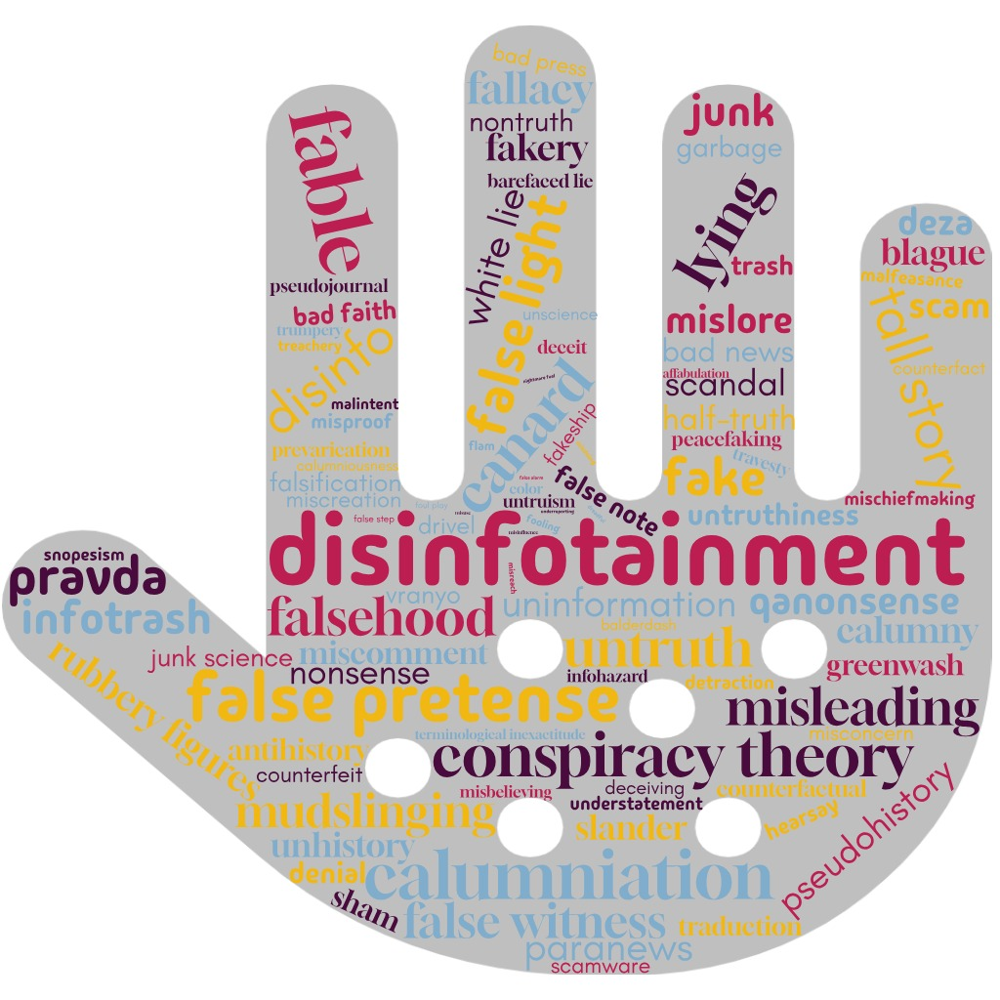 bad press
fallacy
nontruth
fakery
barefaced lie
white lie
false light
unscience
deceit
nightmare fuel
canard
fakeship
flam
false alarm
color
untruism
underreporting
false note
fooling
fable
pseudojournal
bad faith
trumpery
treachery
disinfo
malintent
misproof
prevarication
calumniousness
falsification
miscreation
false step
foul play
drivel
junk
garbage
lying
trash
mislore
bad news
affabulation
scandal
half-truth
peacefaking
travesty
fake
untruthiness
deza
blague
malfeasance
scam
tall story
counterfact
mischiefmaking
misinfluence
disinfotainment
misreach
snopesism
pravda
infotrash
rubbery figures
junk science
falsehood
vranyo
uninformation
qanonsense
balderdash
calumny
miscomment
untruth
nonsense
infohazard
detraction
greenwash
false pretense
misleading
terminological inexactitude
misconcern
antihistory
conspiracy theory
counterfeit
misbelieving
deceiving
counterfactual
understatement
mudslinging
slander
hearsay
pseudohistory
unhistory
denial
calumniation
sham
false witness
traduction
paranews
scamware